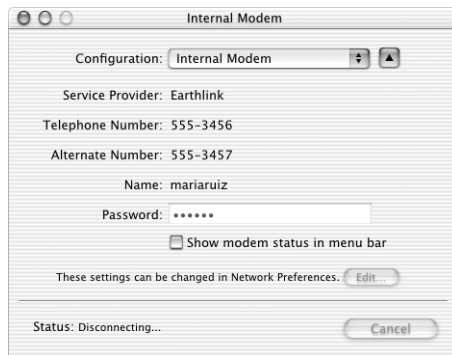 Internal Modem
Configuration: Internal Modem
Service Provider: Earthlink
Telephone Number: 555-3456
Alternate Number: 555-3457
Name: mariaruiz
Password: ••••••
Show modem status in menu bar
These settings can be changed in Network Preferences. Edit...
Status: Disconnecting... Cancel